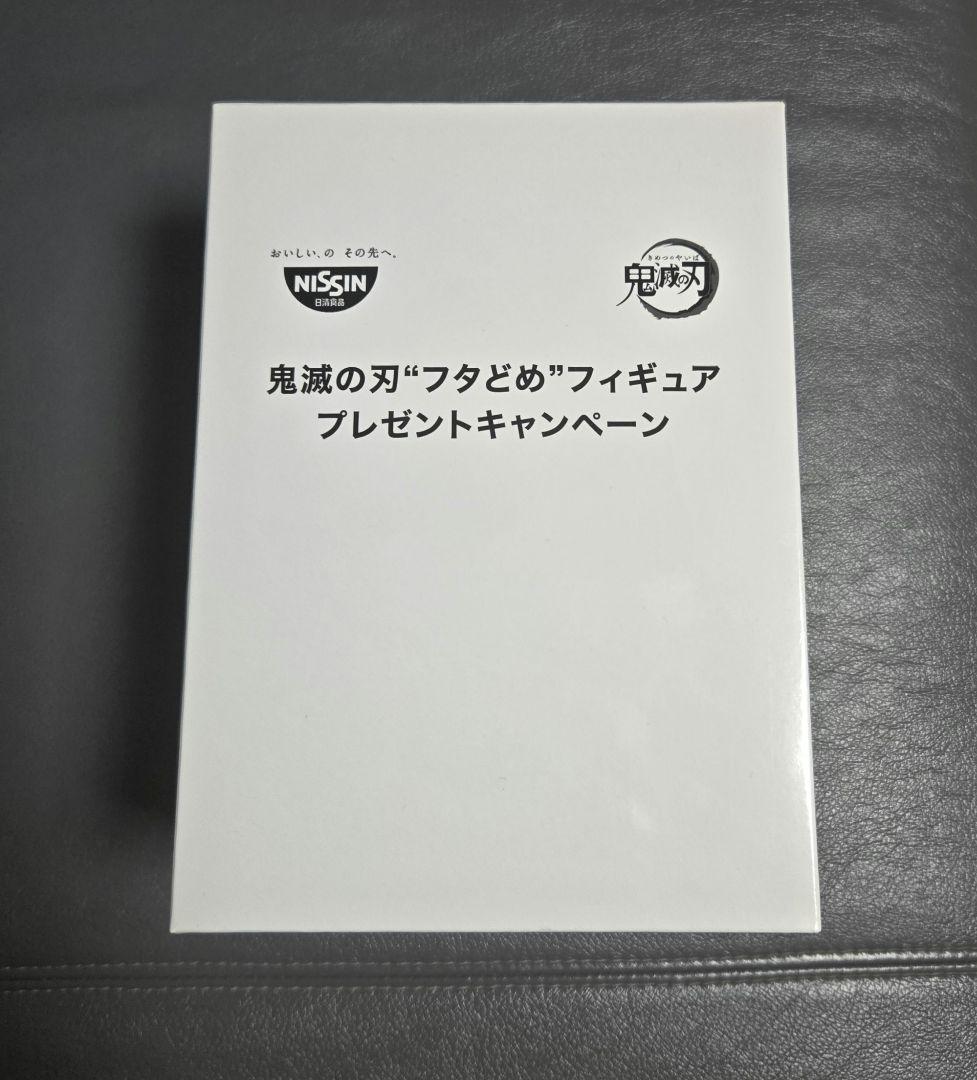 おいしい、の その先へ。
NISSIN
日清食品
きめつのやいば
鬼滅の刃
鬼滅の刃“フタどめ”フィギュア
プレゼントキャンペーン